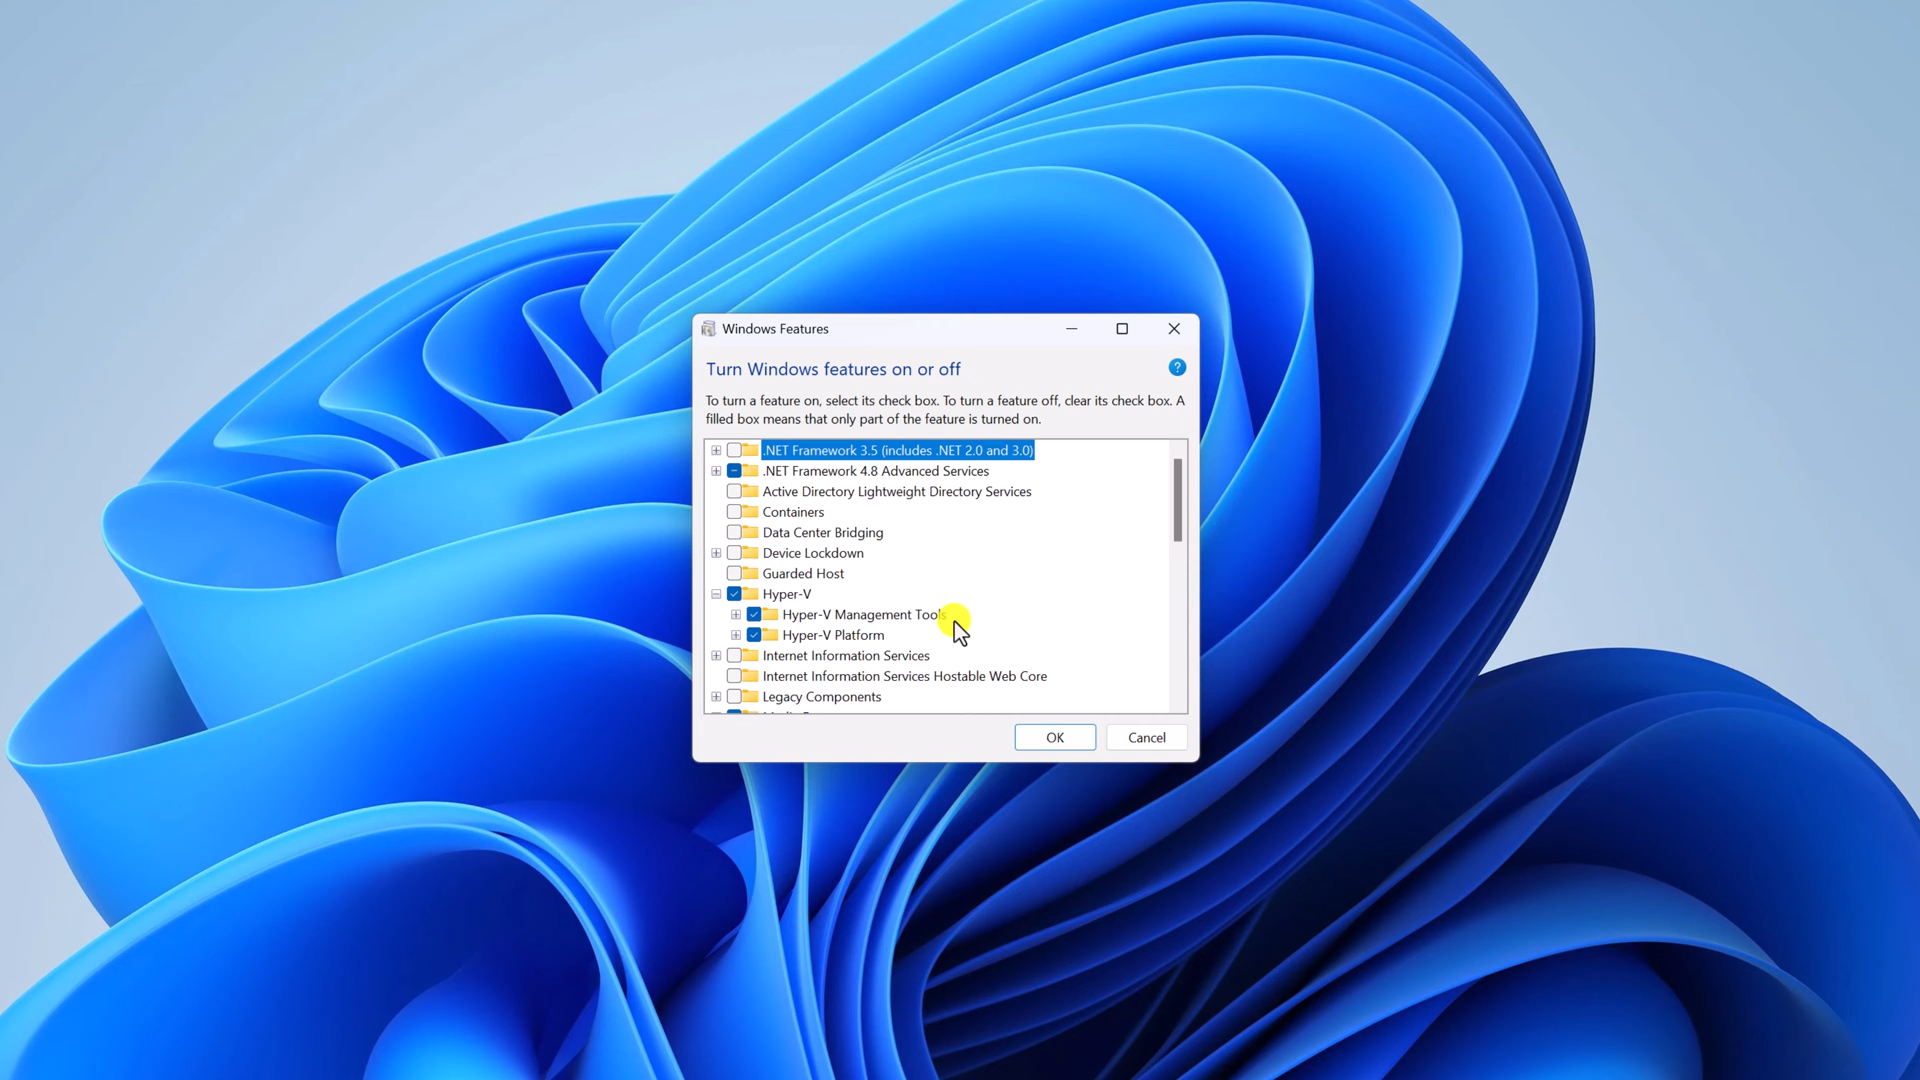 Windows Features
Turn Windows features on or off
?
To turn a feature on, select its check box. To turn a feature off, clear its check box. A
filled box means that only part of the feature is turned on.
.NET Framework 3.5 (includes .NET 2.0 and 3.0)
.NET Framework 4.8 Advanced Services
Active Directory Lightweight Directory Services
Containers
Data Center Bridging
Device Lockdown
Guarded Host
Hyper-V
Hyper-V Management Tools
Hyper-V Platform
Internet Information Services
Internet Information Services Hostable Web Core
Legacy Components
OK
Cancel